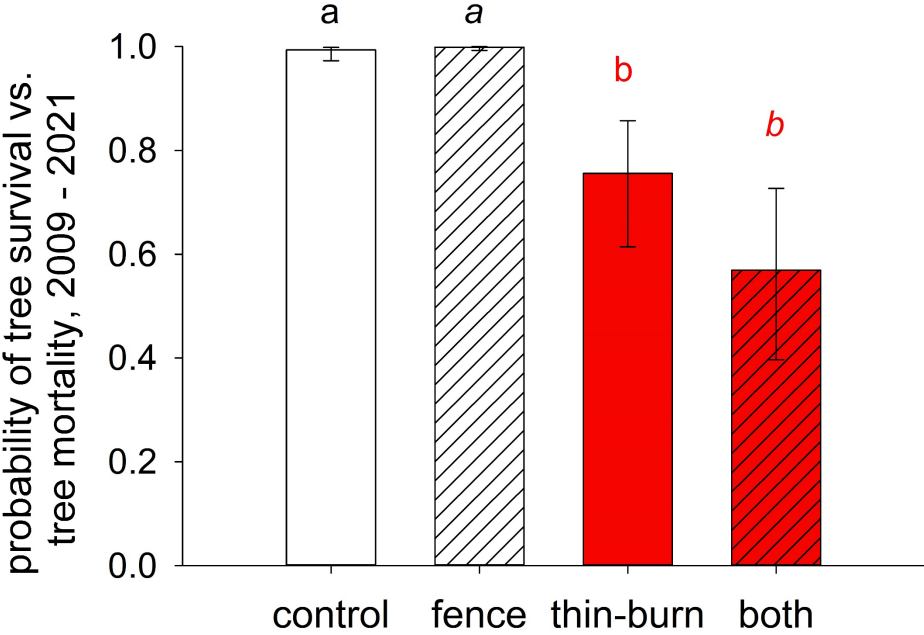 a a
b
b
probability of tree survival vs.
tree mortality, 2009 - 2021
1.0
0.8
0.6
0.4
0.2
0.0
control fence thin-burn both